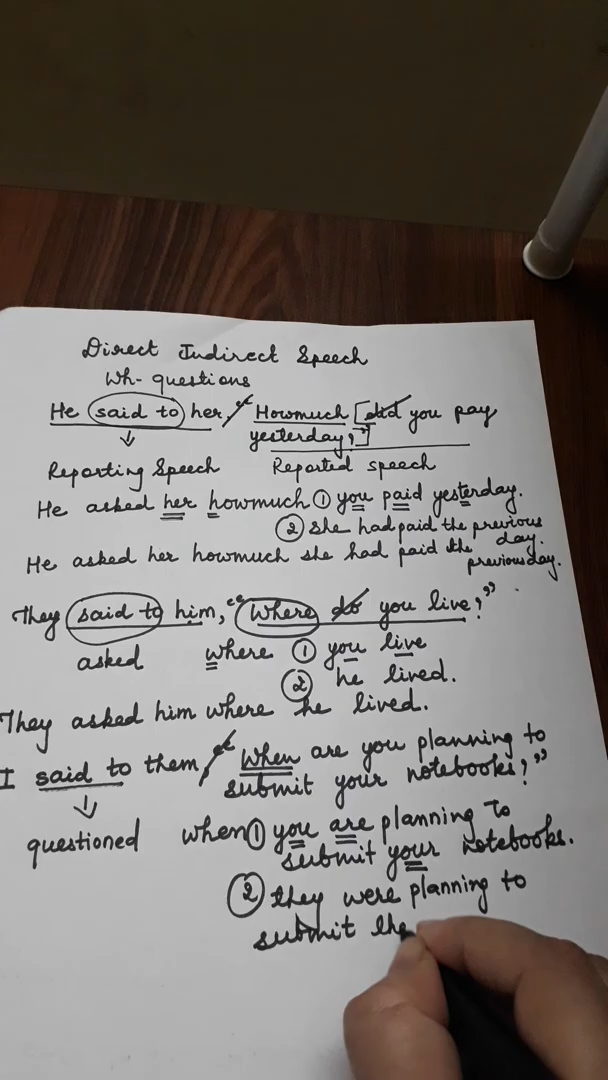 Direct Indirect Speech
Wh- questions
He said to her, " Howmuch [did you pay
yesterday?"]
Reporting Speech Reported speech
He asked her howmuch ① you paid yesterday.
② she had paid the previous
day.
He asked her howmuch she had paid the
previousday.
They said to him, "Where do you live?"
asked where ① you live
② he lived.
They asked him where he lived.
I said to them, "When are you planning to
submit your notebooks?"
questioned when ① you are planning to
submit your notebooks.
② they were planning to
submit the